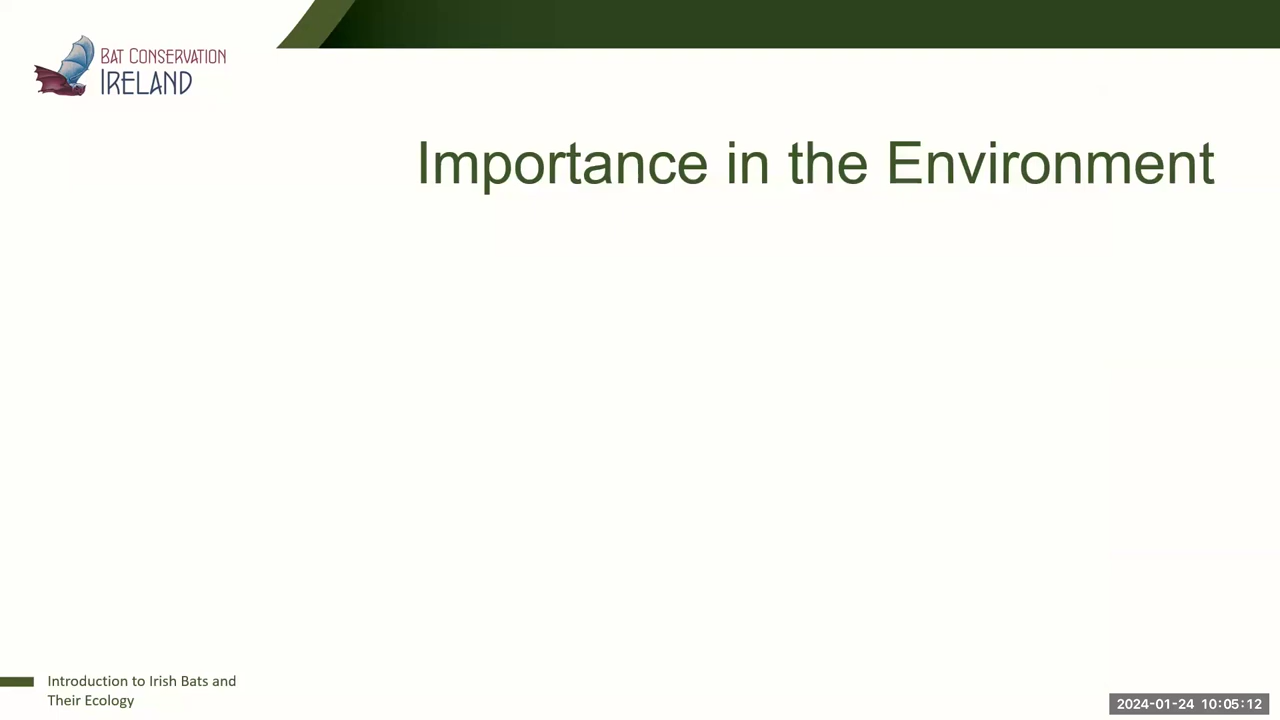 BAT CONSERVATION
IRELAND
Importance in the Environment
Introduction to Irish Bats and
Their Ecology
2024-01-24 10:05:12